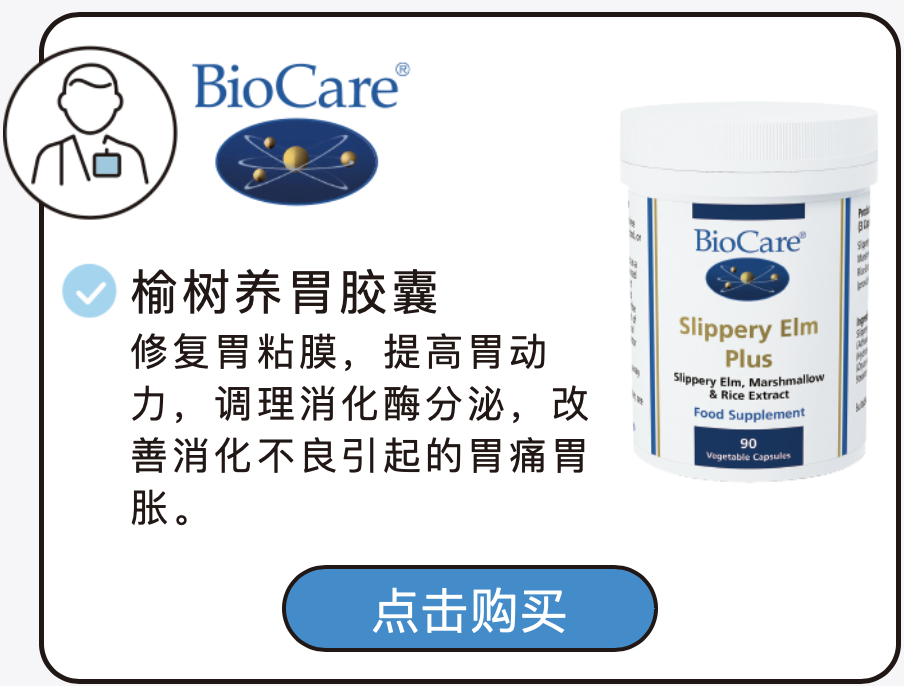 BioCare®
榆树养胃胶囊
修复胃粘膜，提高胃动
力，调理消化酶分泌，改
善消化不良引起的胃痛胃
胀。
BioCare®
Slippery Elm
Plus
Slippery Elm, Marshmallow
& Rice Extract
Food Supplement
90
Vegetable Capsules
点击购买